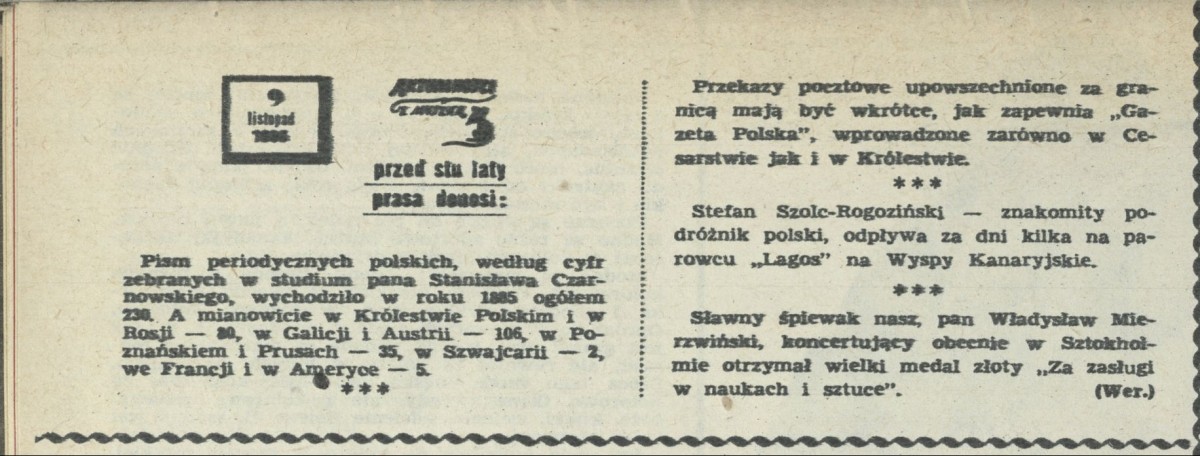 9
listopad
AKTUALNOŚCI
Z MYSZKĄ
przed stu laty
prasa donosi:
Pism periodycznych polskich, według cyfr
zebranych w studium pana Stanisława Czar-
nowskiego, wychodziło w roku 1885 ogółem
230. A mianowicie w Królestwie Polskim i w
Rosji — 80, w Galicji i Austrii — 106, w Po-
znańskiem i Prusach — 35, w Szwajcarii — 2,
we Francji i w Ameryce — 5.
***
Przekazy pocztowe upowszechnione za gra-
nicą mają być wkrótce, jak zapewnia „Ga-
zeta Polska”, wprowadzone zarówno w Ce-
sarstwie jak i w Królestwie.
***
Stefan Szolc-Rogoziński — znakomity po-
dróżnik polski, odpływa za dni kilka na pa-
rowcu „Lagos” na Wyspy Kanaryjskie.
***
Sławny śpiewak nasz, pan Władysław Mie-
rzwiński, koncertujący obecnie w Sztokhol-
mie otrzymał wielki medal złoty „Za zasługi
w naukach i sztuce”. (Wer.)